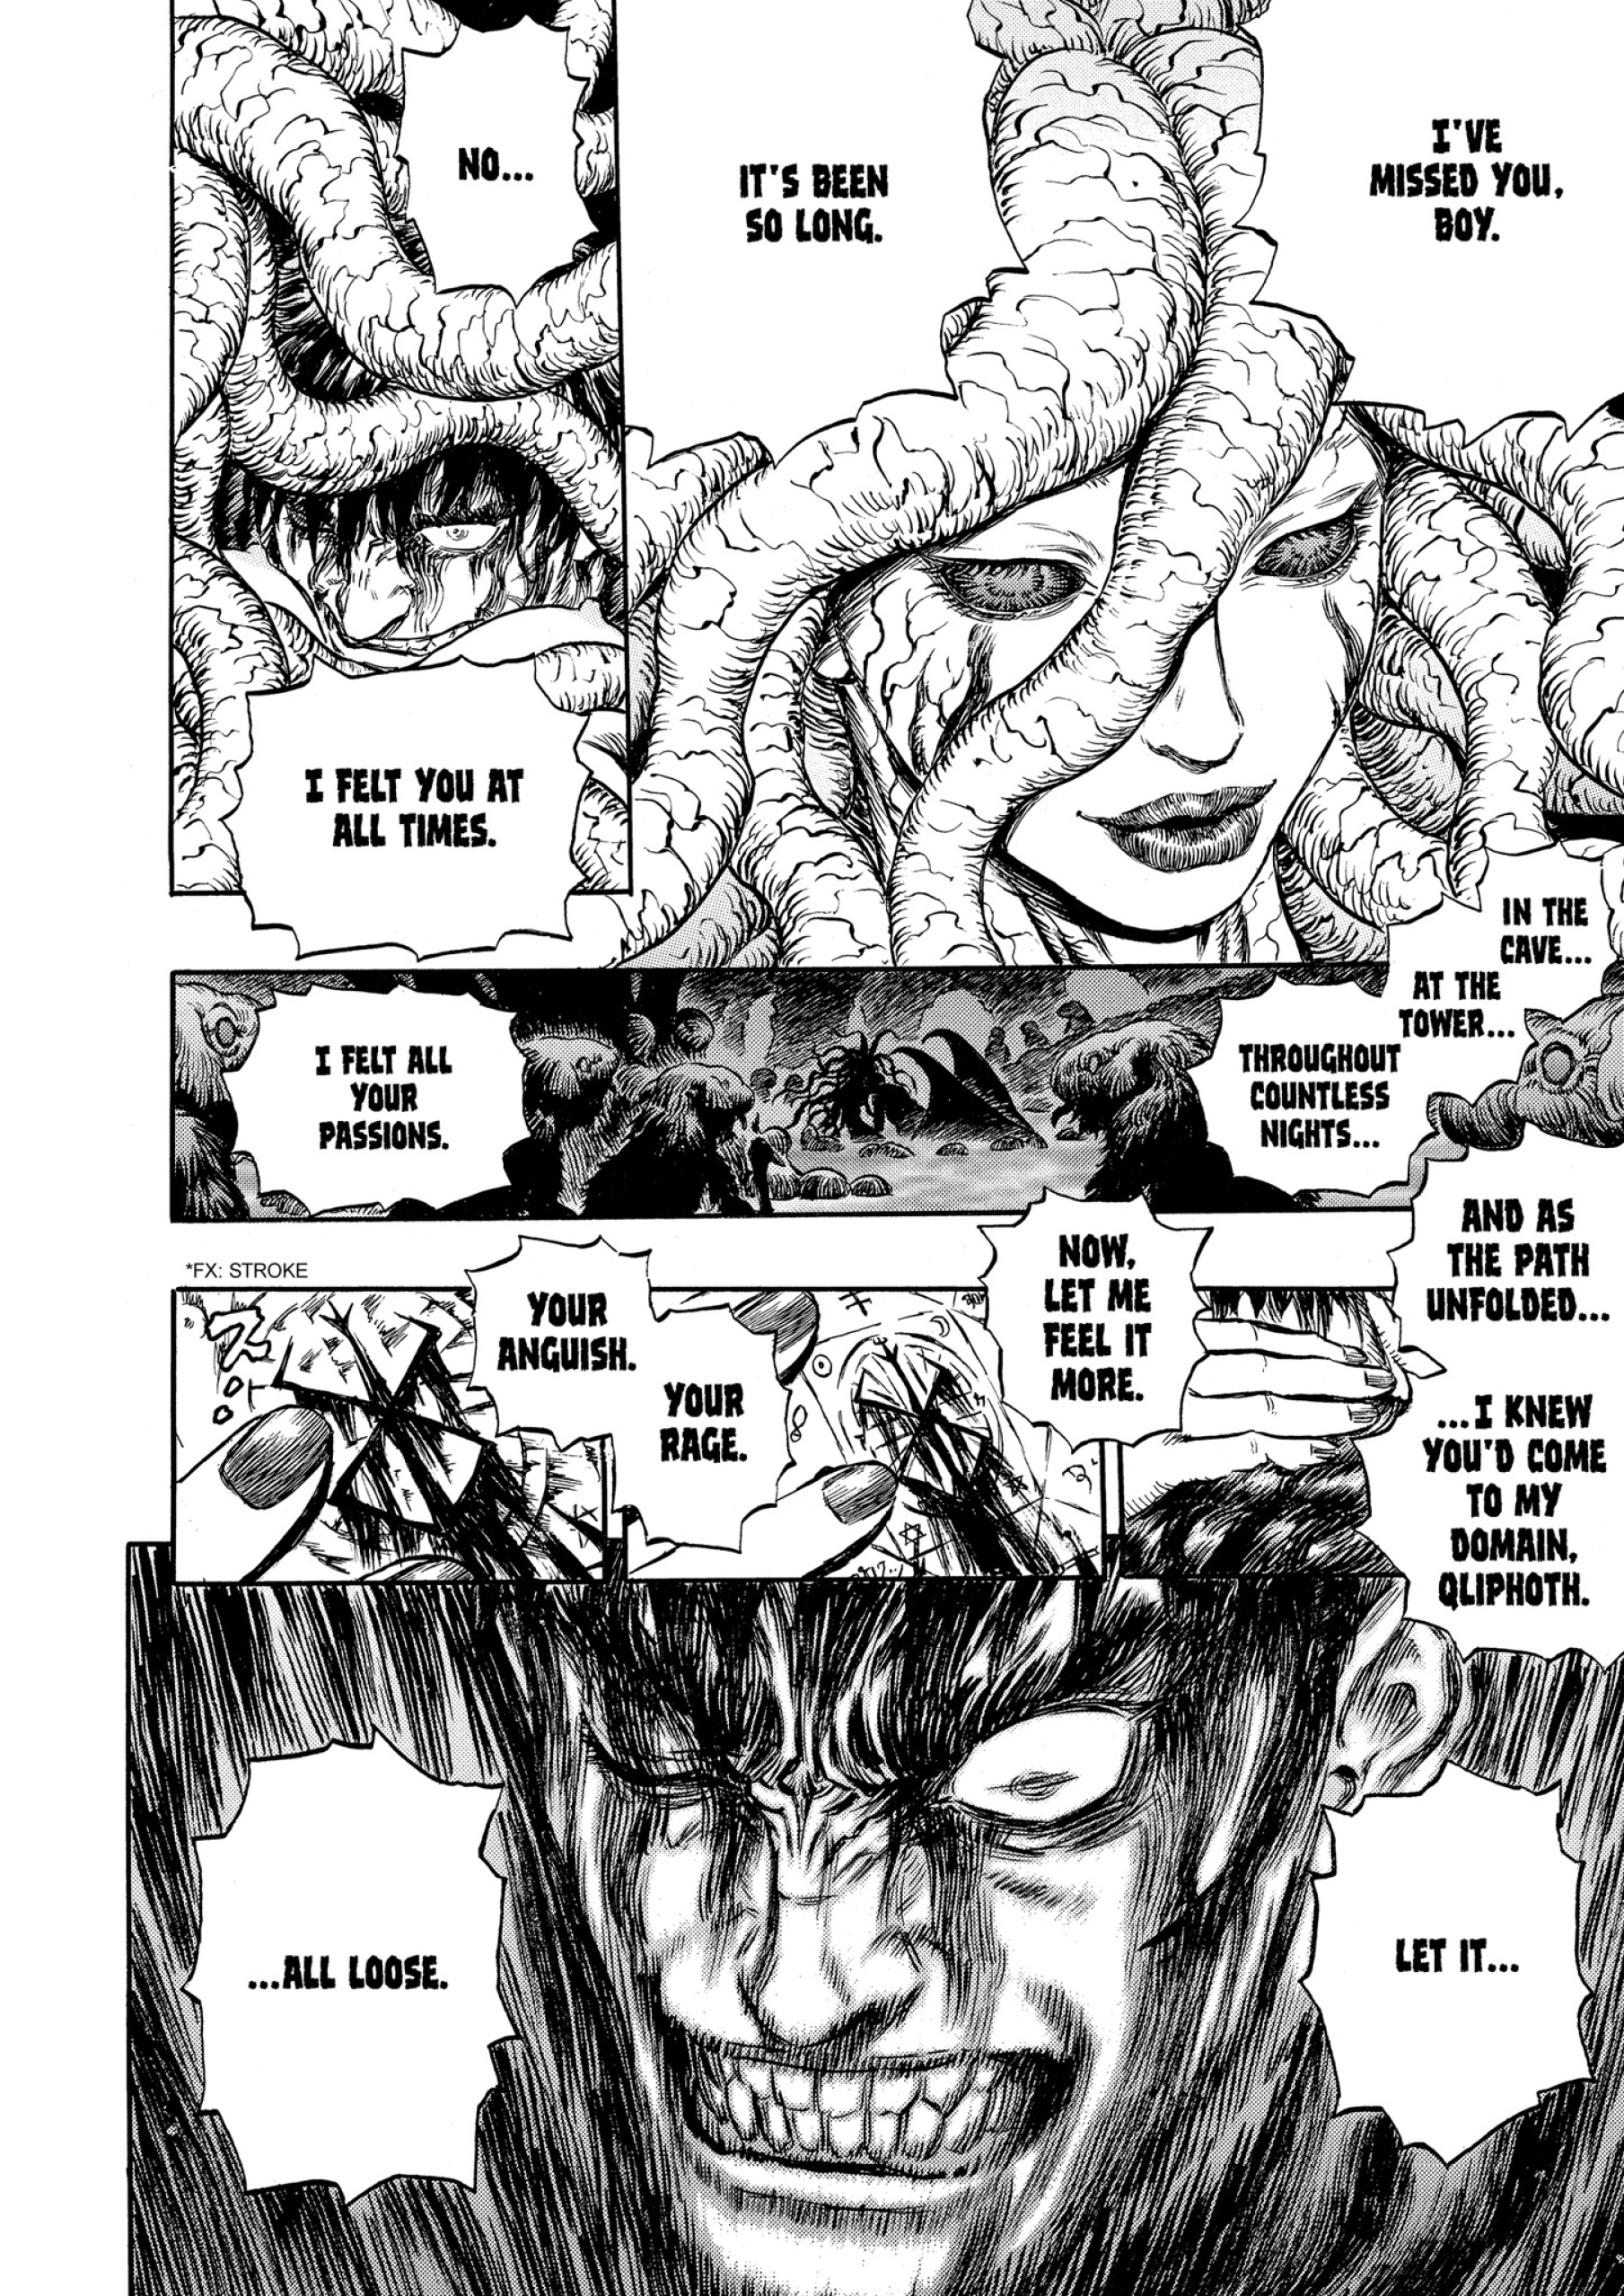 I'VE
MISSED YOU,
BOY.
IT'S BEEN
SO LONG.
NO...
I FELT YOU AT
ALL TIMES.
IN THE
CAVE...
AT THE
TOWER...
THROUGHOUT
COUNTLESS
NIGHTS...
I FELT ALL
YOUR
PASSIONS.
AND AS
THE PATH
UNFOLDED...
...I KNEW
YOU'D COME
TO MY
DOMAIN,
QLIPHOTH.
NOW,
LET ME
FEEL IT
MORE.
YOUR
RAGE.
YOUR
ANGUISH.
*FX: STROKE
ス
LET IT...
...ALL LOOSE.